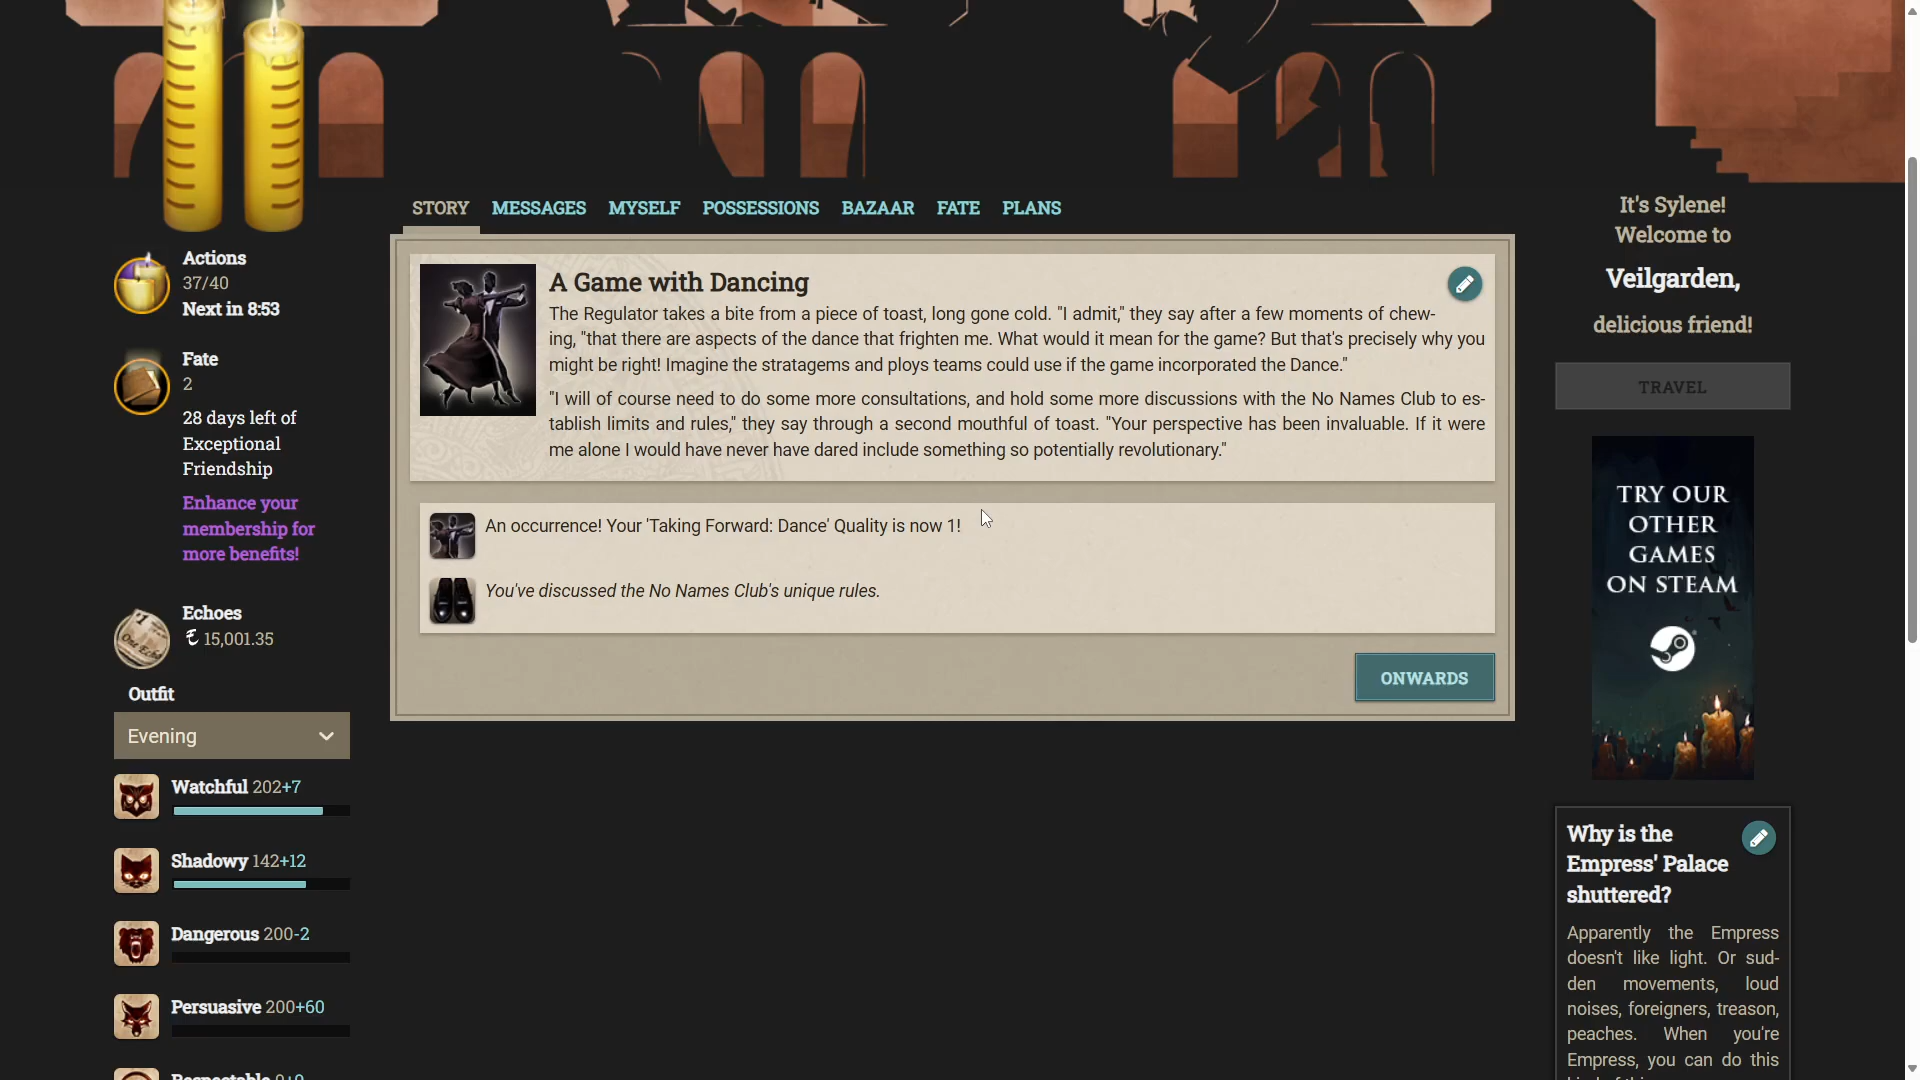 STORY MESSAGES MYSELF POSSESSIONS BAZAAR FATE PLANS
Actions
37/40
Next in 8:53
Fate
2
28 days left of
Exceptional
Friendship
Enhance your
membership for
more benefits!
Echoes
15,001.35
Outfit
Evening
Watchful 202+7
Shadowy 142+12
Dangerous 200-2
Persuasive 200+60
A Game with Dancing
The Regulator takes a bite from a piece of toast, long gone cold. "I admit," they say after a few moments of chew-
ing, "that there are aspects of the dance that frighten me. What would it mean for the game? But that's precisely why you
might be right! Imagine the stratagems and ploys teams could use if the game incorporated the Dance."
"I will of course need to do some more consultations, and hold some more discussions with the No Names Club to es-
tablish limits and rules," they say through a second mouthful of toast. "Your perspective has been invaluable. If it were
me alone I would have never have dared include something so potentially revolutionary."
An occurrence! Your 'Taking Forward: Dance' Quality is now 1!
You've discussed the No Names Club's unique rules.
ONWARDS
It's Sylene!
Welcome to
Veilgarden,
delicious friend!
TRAVEL
TRY OUR
OTHER
GAMES
ON STEAM
Why is the
Empress' Palace
shuttered?
Apparently the Empress
doesn't like light. Or sud-
den movements, loud
noises, foreigners, treason,
peaches. When you're
Empress, you can do this